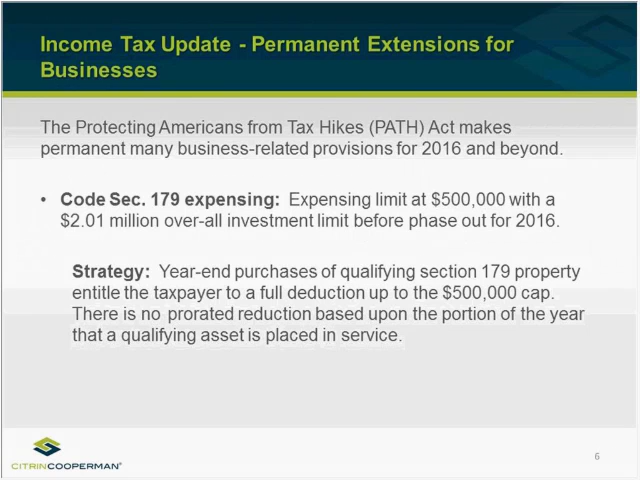 Income Tax Update - Permanent Extensions for
Businesses
The Protecting Americans from Tax Hikes (PATH) Act makes
permanent many business-related provisions for 2016 and beyond.
• Code Sec. 179 expensing: Expensing limit at $500,000 with a
$2.01 million over-all investment limit before phase out for 2016.
Strategy: Year-end purchases of qualifying section 179 property
entitle the taxpayer to a full deduction up to the $500,000 cap.
There is no prorated reduction based upon the portion of the year
that a qualifying asset is placed in service.
CITRINCOOPERMAN®
6